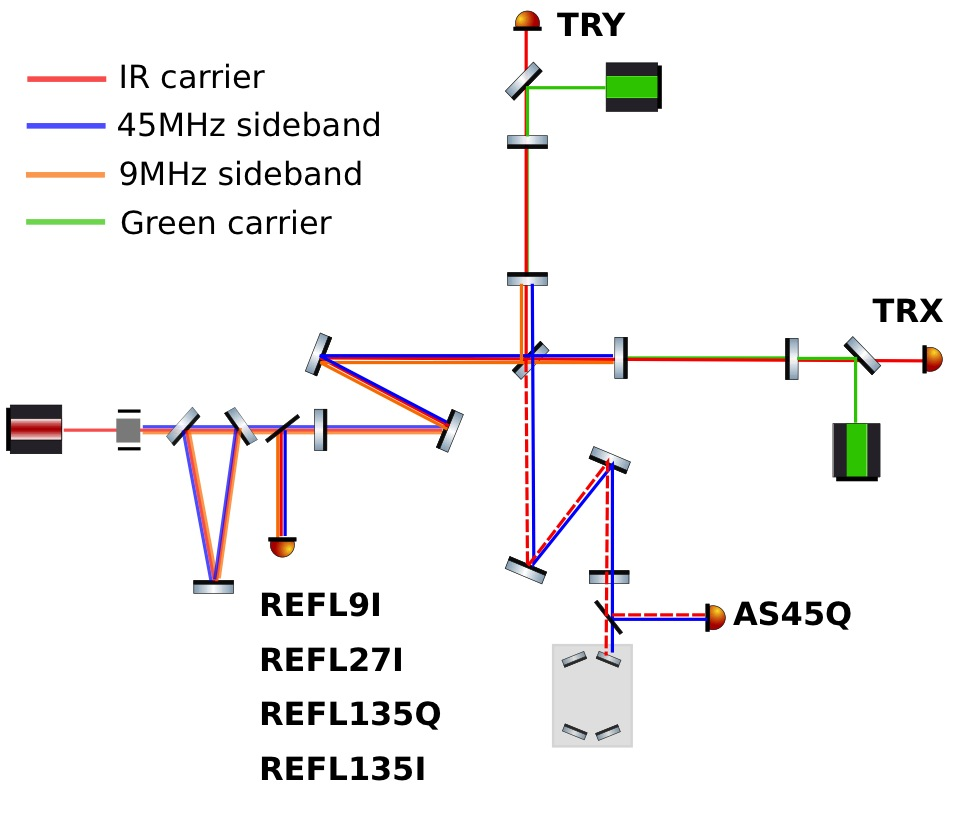 TRY
IR carrier
45MHz sideband
9MHz sideband
Green carrier
TRX
REFL9I
REFL27I
REFL135Q
REFL135I
AS45Q